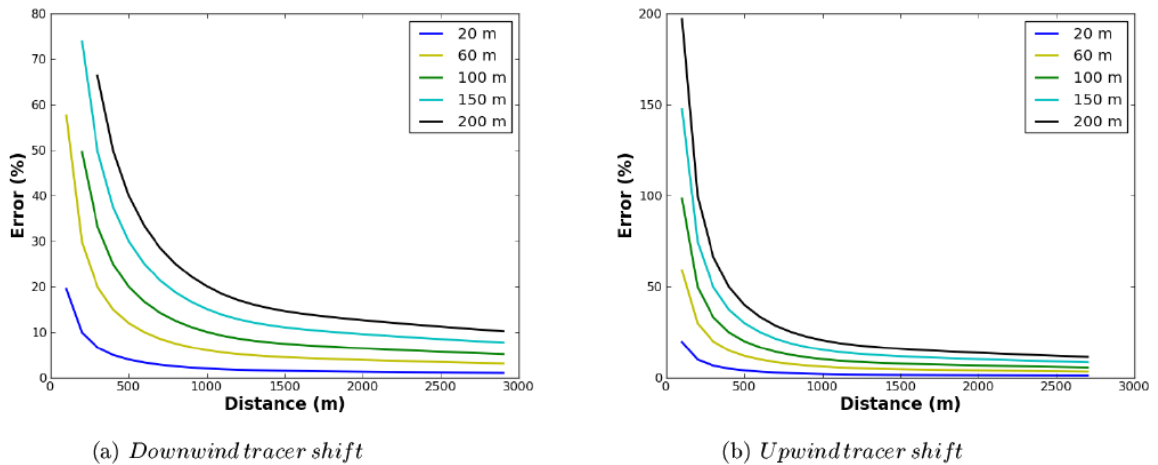 80
70
60
50
40
30
20
10
0
Error (%)
0 500 1000 1500 2000 2500 3000
Distance (m)
20 m
60 m
100 m
150 m
200 m
(a) Downwind tracer shift
200
150
100
50
0
Error (%)
0 500 1000 1500 2000 2500 3000
Distance (m)
20 m
60 m
100 m
150 m
200 m
(b) Upwind tracer shift